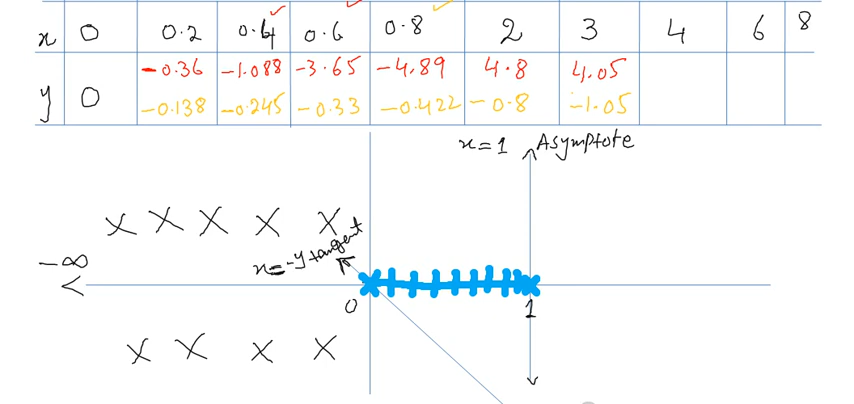 x 0 0.2 0.4 0.6 0.8 2 3 4 6 8
-0.36 -1.088 -3.65 -4.89 4.8 4.05
y 0 -0.138 -0.245 -0.33 -0.422 -0.8 -1.05
x=1 Asymptote
x x x x x
x=-y tangent
-∞
<
0 1
x x x x